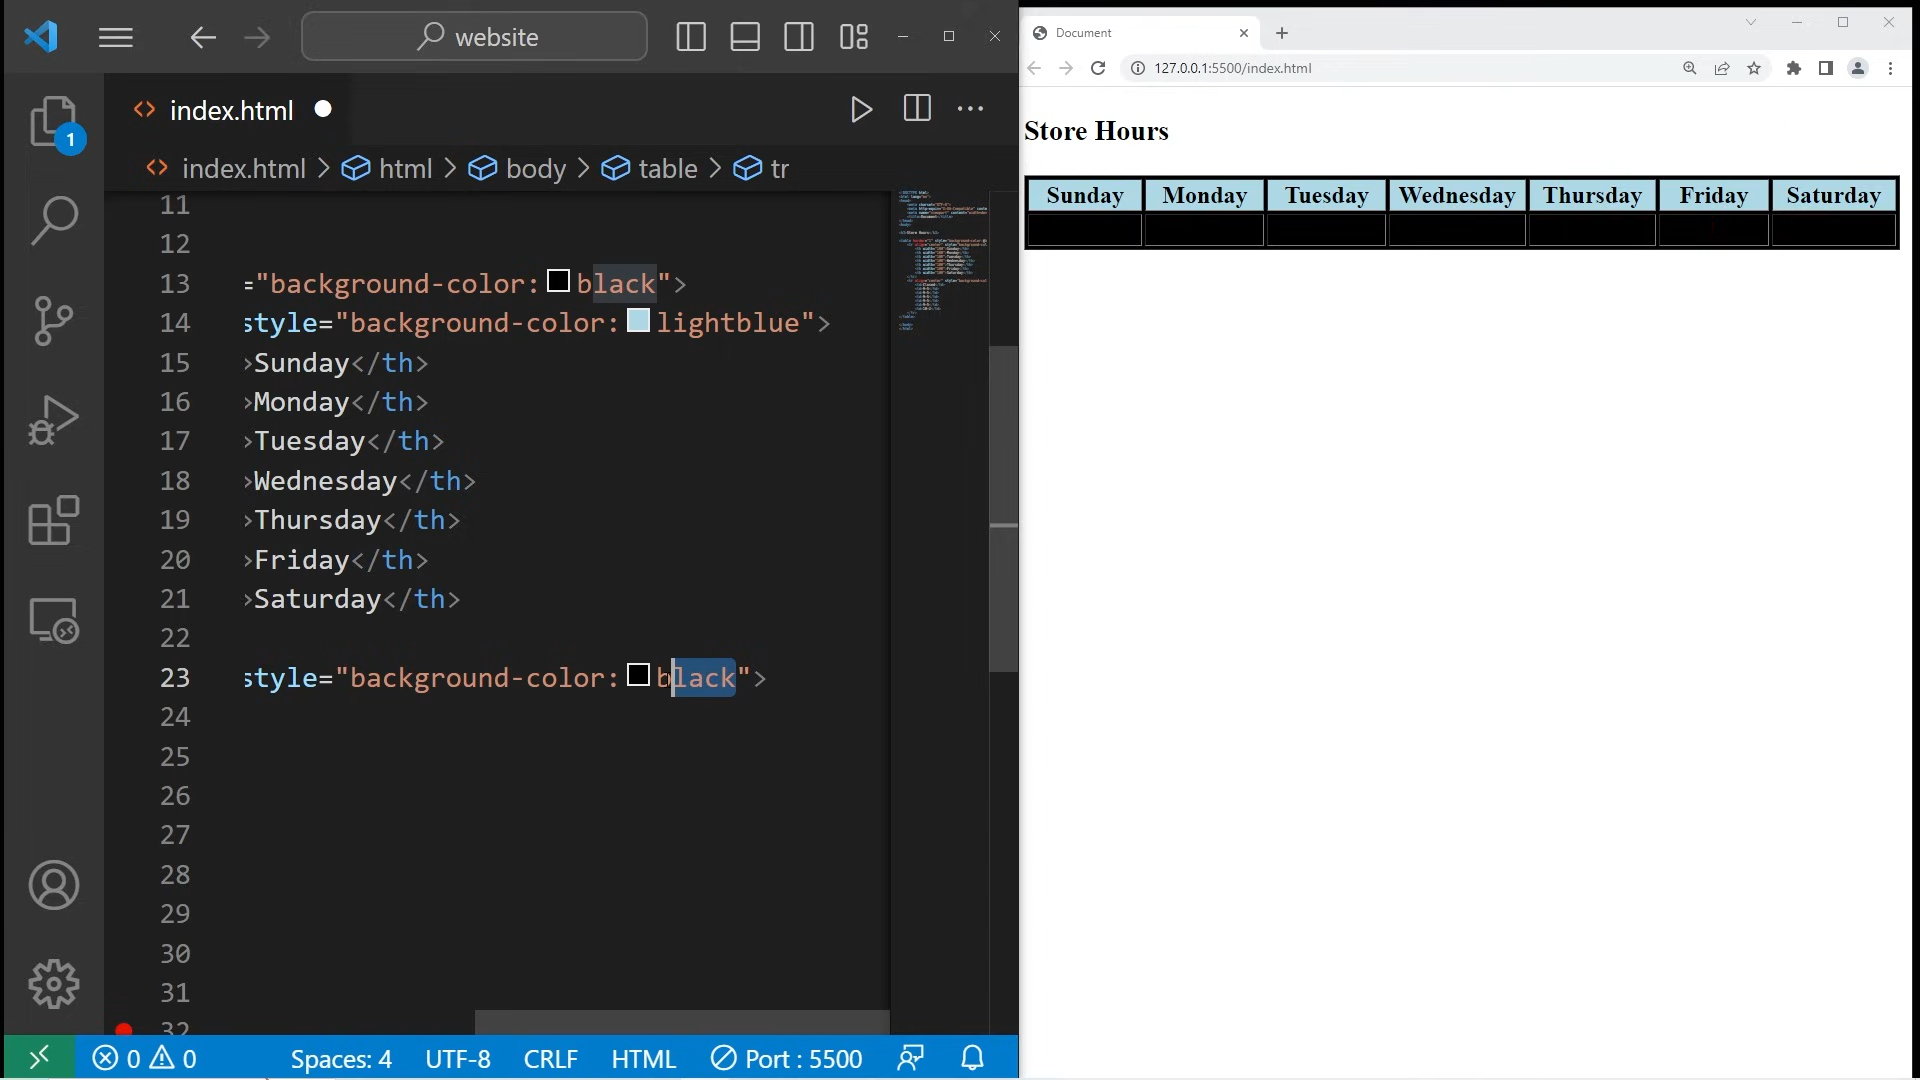 website
index.html
index.html > html > body > table > tr
1
11
12
13 ="background-color: black">
14 style="background-color: lightblue">
15 >Sunday</th>
16 >Monday</th>
17 >Tuesday</th>
18 >Wednesday</th>
19 >Thursday</th>
20 >Friday</th>
21 >Saturday</th>
22
23 style="background-color: black">
24
25
26
27
28
29
30
31
32
0 0 Spaces: 4 UTF-8 CRLF HTML Port : 5500
Document
127.0.0.1:5500/index.html
Store Hours
Sunday Monday Tuesday Wednesday Thursday Friday Saturday